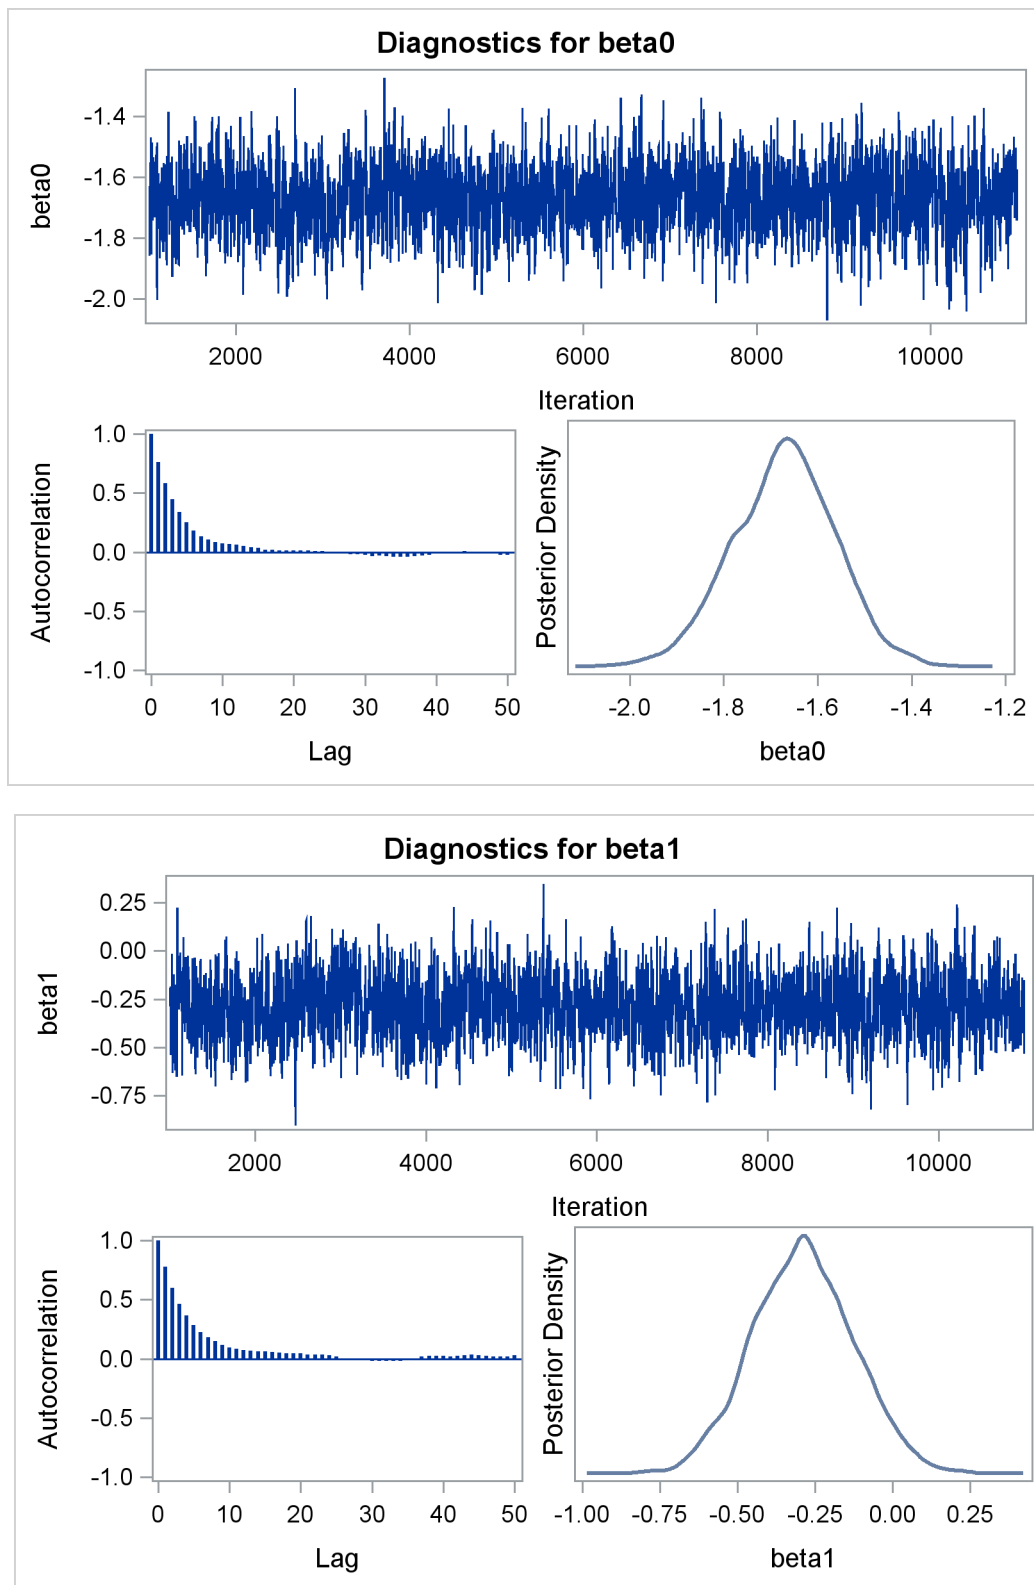 Diagnostics for beta0
beta0
-1.4
-1.6
-1.8
-2.0
2000 4000 6000 8000 10000
Iteration
Autocorrelation
1.0
0.5
0.0
-0.5
-1.0
0 10 20 30 40 50
Lag
Posterior Density
-2.0 -1.8 -1.6 -1.4 -1.2
beta0
Diagnostics for beta1
beta1
0.25
0.00
-0.25
-0.50
-0.75
2000 4000 6000 8000 10000
Iteration
Autocorrelation
1.0
0.5
0.0
-0.5
-1.0
0 10 20 30 40 50
Lag
Posterior Density
-1.00 -0.75 -0.50 -0.25 0.00 0.25
beta1